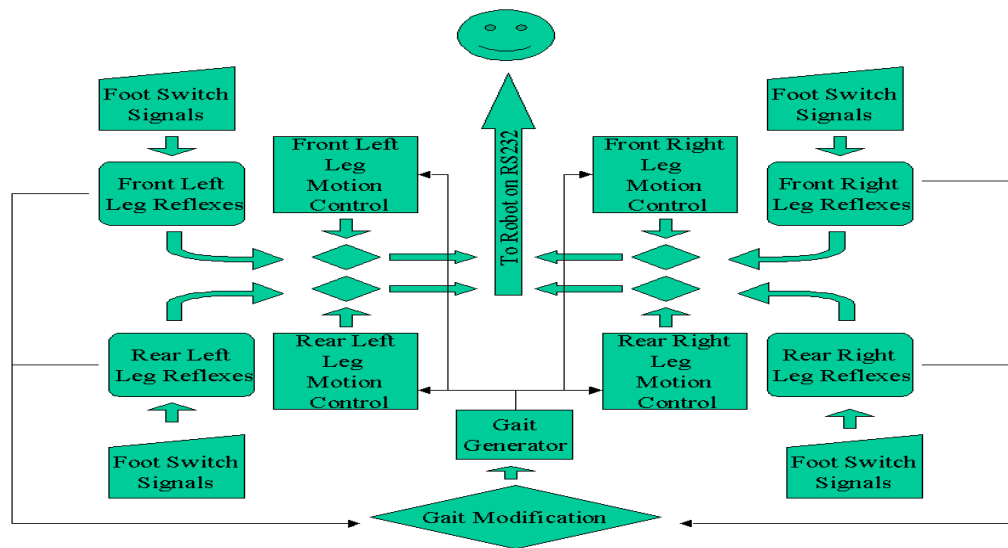 Foot Switch
Signals
Foot Switch
Signals
Front Left
Leg
Motion
Control
To Robot on RS232
Front Right
Leg
Motion
Control
Front Left
Leg Reflexes
Front Right
Leg Reflexes
Rear Left
Leg Reflexes
Rear Left
Leg
Motion
Control
Rear Right
Leg
Motion
Control
Rear Right
Leg Reflexes
Gait
Generator
Foot Switch
Signals
Foot Switch
Signals
Gait Modification